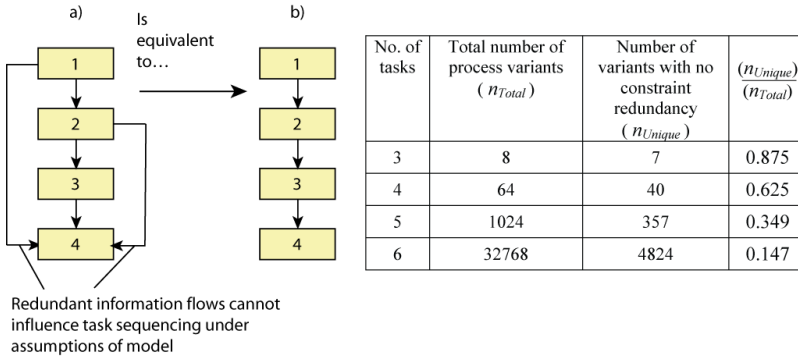 a)
Is
equivalent
to...
b)
1
2
3
4
1
2
3
4
Redundant information flows cannot
influence task sequencing under
assumptions of model
No. of tasks
Total number of process variants ( nTotal )
Number of variants with no constraint redundancy ( nUnique )
(nUnique) (nTotal)
3 8 7 0.875
4 64 40 0.625
5 1024 357 0.349
6 32768 4824 0.147